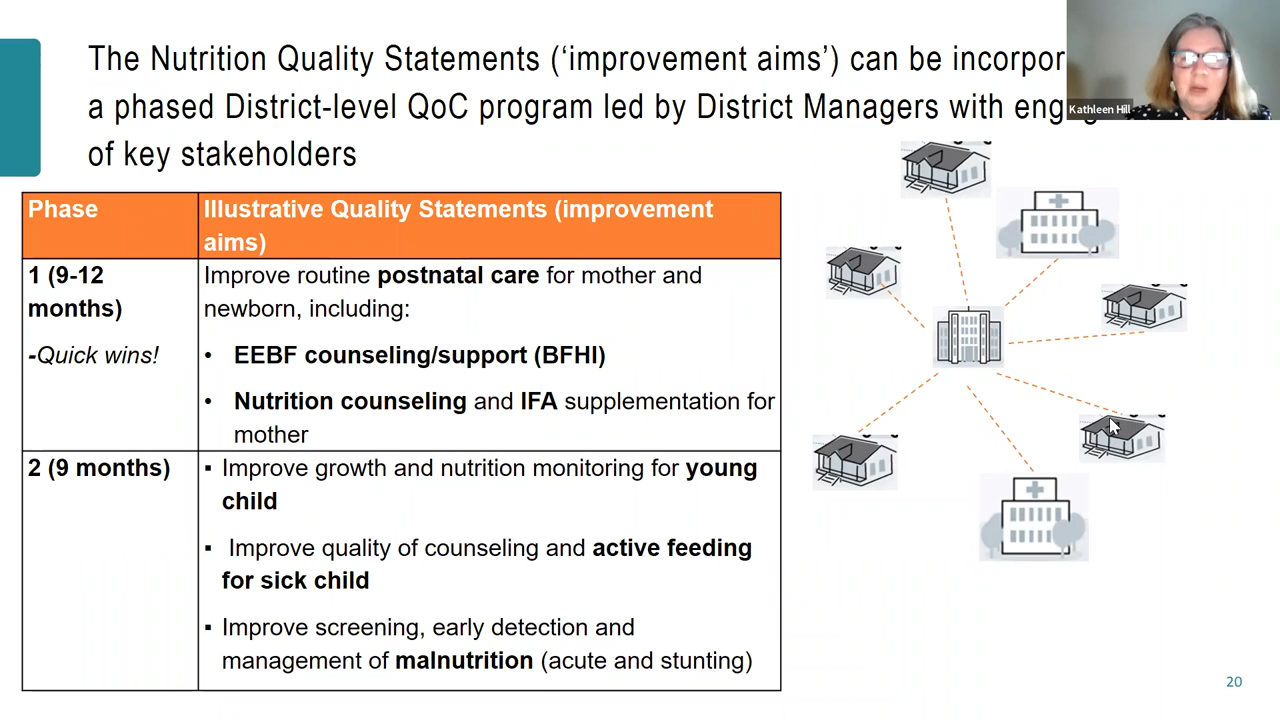 The Nutrition Quality Statements (‘improvement aims’) can be
a phased District-level QoC program led by District Managers with
of key stakeholders
Kathleen Hill
Phase
Illustrative Quality Statements (improvement
aims)
1 (9-12
months)
-Quick wins!
Improve routine postnatal care for mother and
newborn, including:
• EEBF counseling/support (BFHI)
• Nutrition counseling and IFA supplementation for
mother
2 (9 months)
▪ Improve growth and nutrition monitoring for young
child
▪ Improve quality of counseling and active feeding
for sick child
▪ Improve screening, early detection and
management of malnutrition (acute and stunting)
20